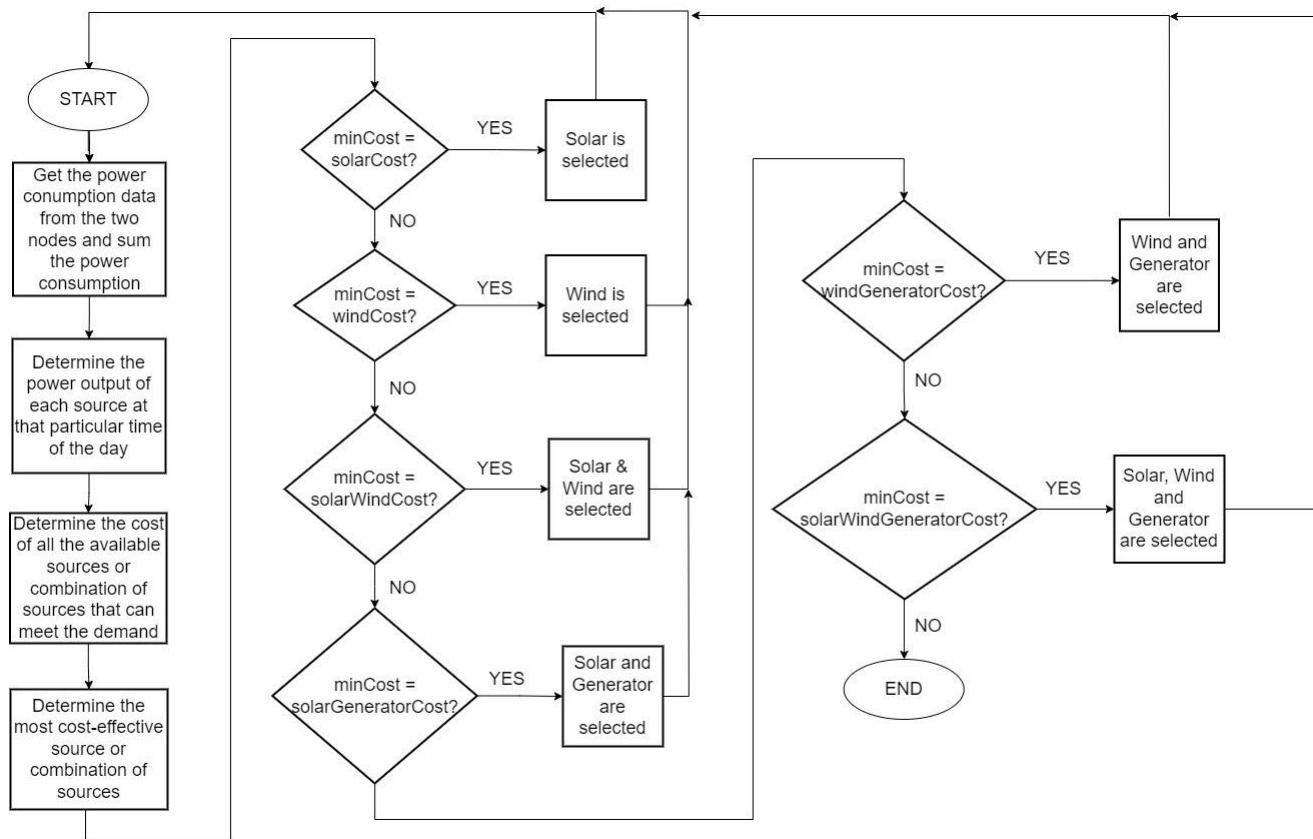 START
Get the power
conumption data
from the two
nodes and sum
the power
consumption
Determine the
power output of
each source at
that particular time
of the day
Determine the cost
of all the available
sources or
combination of
sources that can
meet the demand
Determine the
most cost-effective
source or
combination of
sources
minCost =
solarCost?
YES
Solar is
selected
NO
minCost =
windCost?
YES
Wind is
selected
NO
minCost =
solarWindCost?
YES
Solar &
Wind are
selected
NO
minCost =
solarGeneratorCost?
YES
Solar and
Generator
are
selected
minCost =
windGeneratorCost?
YES
Wind and
Generator
are
selected
NO
minCost =
solarWindGeneratorCost?
YES
Solar, Wind
and
Generator
are selected
NO
END